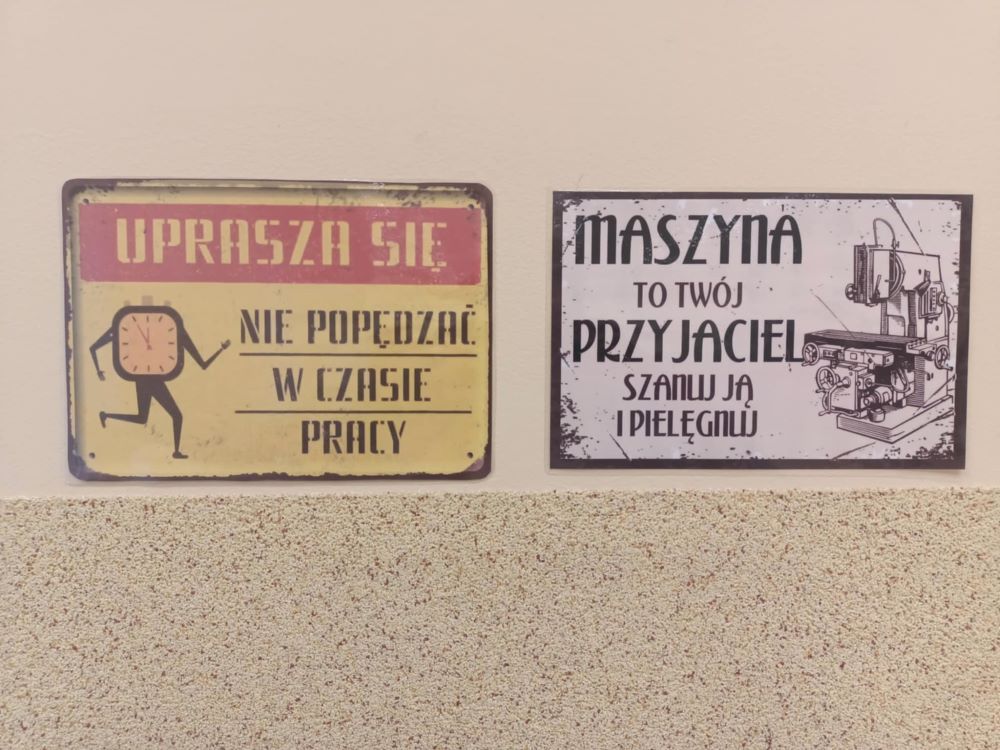 UPRASZA SIĘ
NIE POPĘDZAĆ
W CZASIE
PRACY
MASZYNA
TO TWÓJ
PRZYJACIEL
SZANUJ JĄ
I PIELĘGNUJ